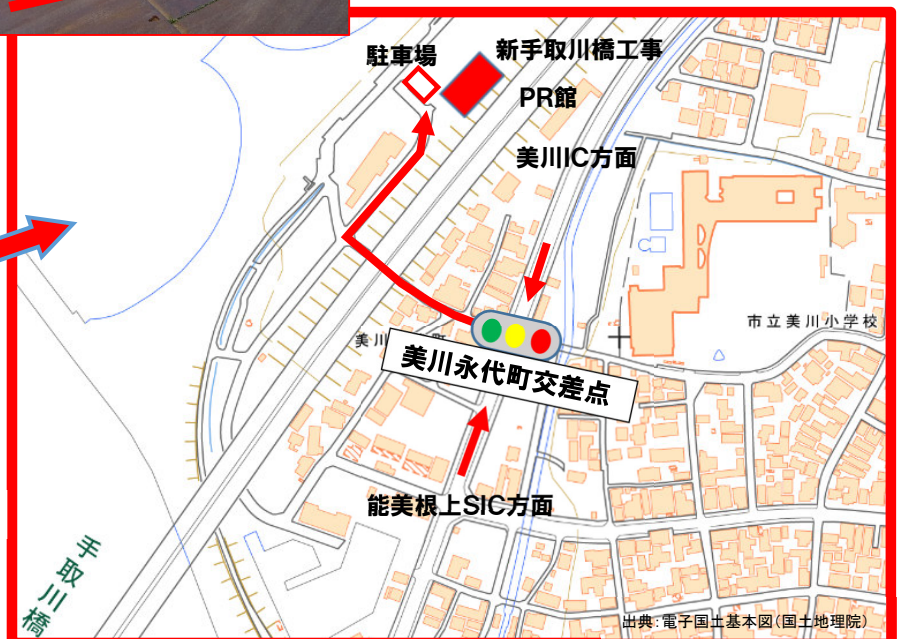 駐車場
新手取川橋工事
PR館
美川IC方面
市立美川小学校
美川
町
美川永代町交差点
能美根上SIC方面
手取川橋
出典：電子国土基本図（国土地理院）